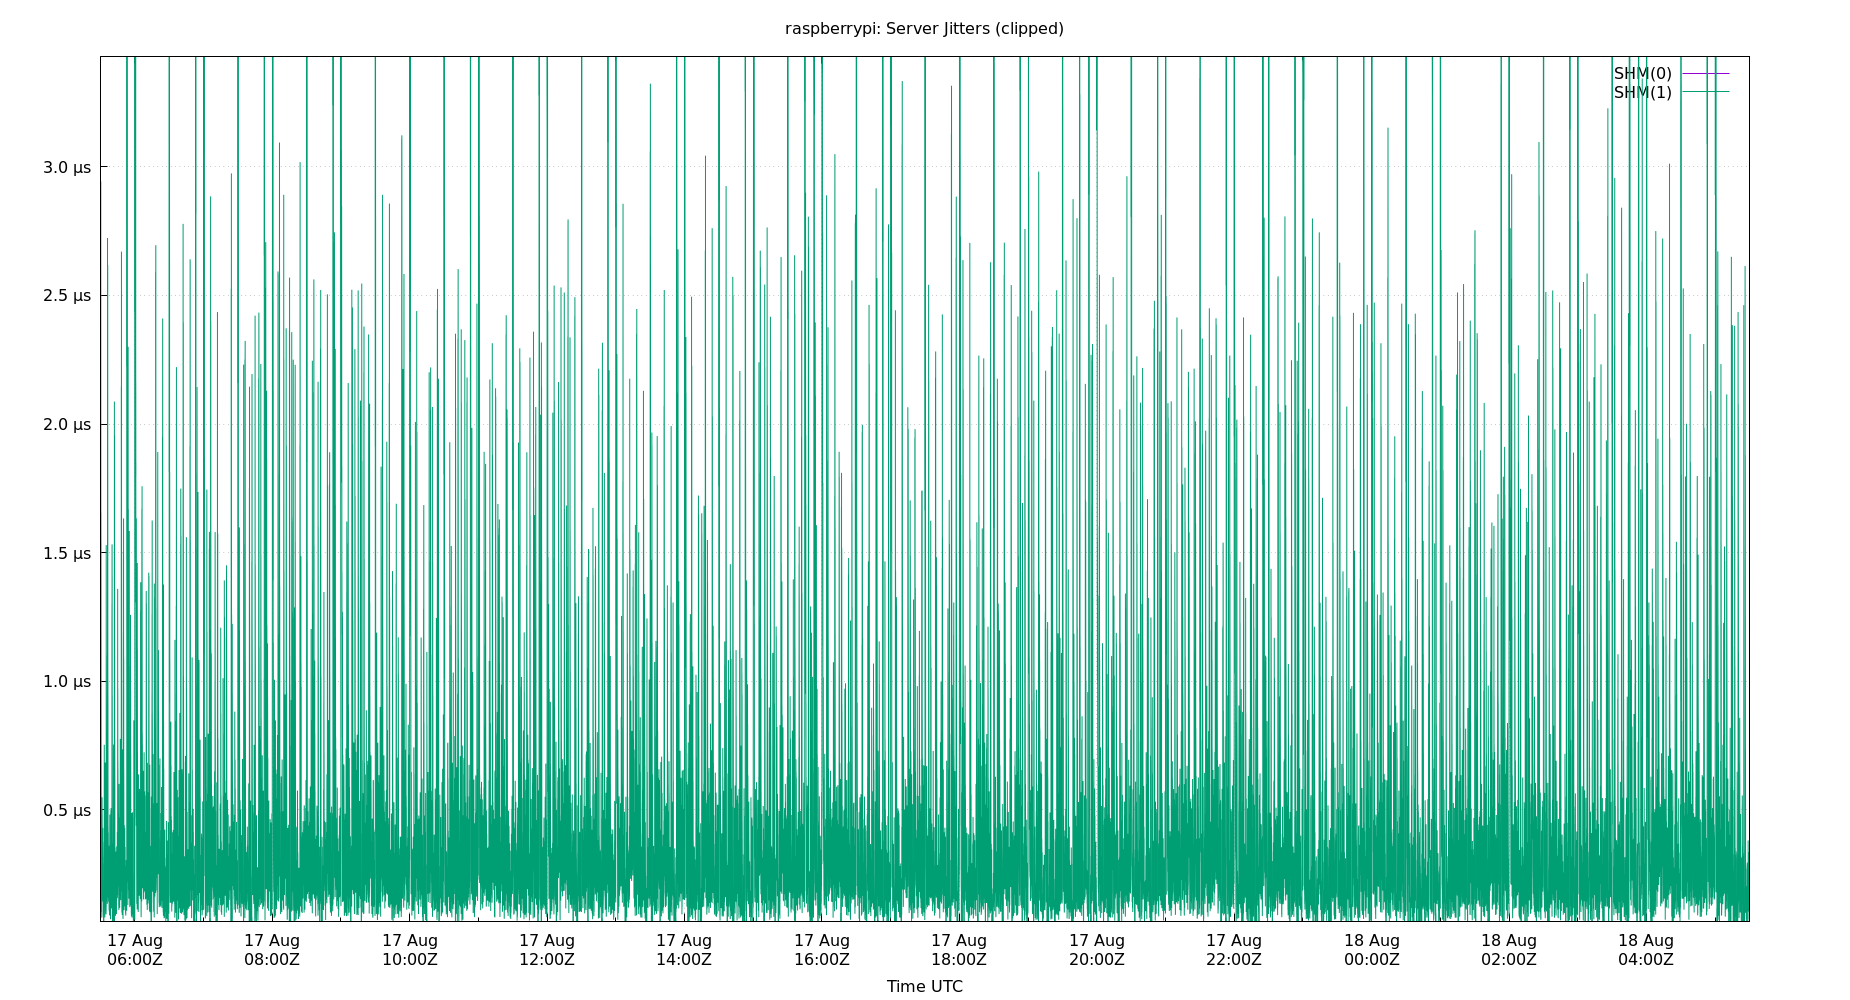 raspberrypi: Server Jitters (clipped)
SHM(0)
SHM(1)
3.0 µs
2.5 µs
2.0 µs
1.5 µs
1.0 µs
0.5 µs
17 Aug 17 Aug 17 Aug 17 Aug 17 Aug 17 Aug 17 Aug 17 Aug 17 Aug 18 Aug 18 Aug 18 Aug
06:00Z 08:00Z 10:00Z 12:00Z 14:00Z 16:00Z 18:00Z 20:00Z 22:00Z 00:00Z 02:00Z 04:00Z
Time UTC